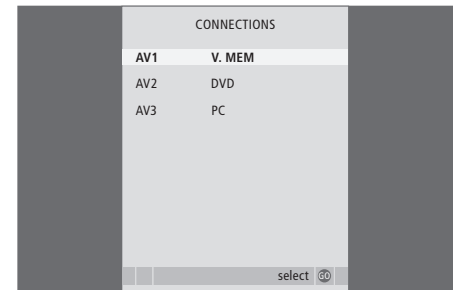 CONNECTIONS
AV1 V. MEM
AV2 DVD
AV3 PC
select GO